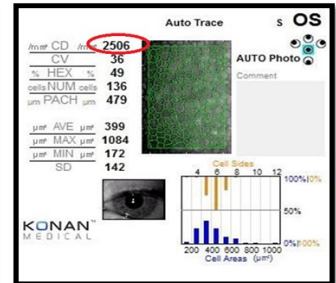 Auto Trace
S OS
/mm² CD /mm² 2506
CV 36
% HEX % 49
cells NUM cells 136
µm PACH µm 479
AUTO Photo
Comment
µm² AVE µm² 399
µm² MAX µm² 1084
µm² MIN µm² 172
SD 142
Cell Sides
4 6 8 10 12
100%
0%
50%
0%
100%
200 400 600 800 1000
Cell Areas (µm²)
KONAN
MEDICAL